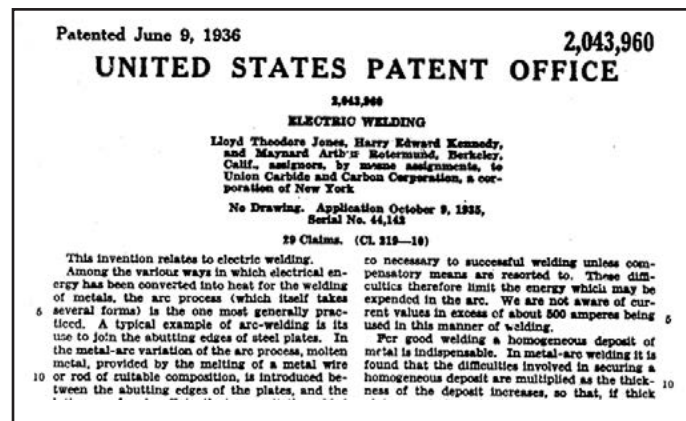 Patented June 9, 1936
2,043,960
UNITED STATES PATENT OFFICE
2,043,960
ELECTRIC WELDING
Lloyd Theodore Jones, Harry Edward Kennedy,
and Maynard Arthur Rotermund, Berkeley,
Calif., assignors, by mesne assignments, to
Union Carbide and Carbon Corporation, a cor-
poration of New York
No Drawing. Application October 9, 1935,
Serial No. 44,142
29 Claims. (Cl. 219—10)
This invention relates to electric welding.
Among the various ways in which electrical en-
ergy has been converted into heat for the welding
of metals, the arc process (which itself takes
5 several forms) is the one most generally prac-
ticed. A typical example of arc-welding is its
use to join the abutting edges of steel plates. In
the metal-arc variation of the arc process, molten
metal, provided by the melting of a metal wire
10 or rod of suitable composition, is introduced be-
tween the abutting edges of the plates, and the
so necessary to successful welding unless com-
pensatory means are resorted to. These diffi-
culties therefore limit the energy which may be
expended in the arc. We are not aware of cur-
rent values in excess of about 500 amperes being 5
used in this manner of welding.
For good welding a homogeneous deposit of
metal is indispensable. In metal-arc welding it is
found that the difficulties involved in securing a
homogeneous deposit are multiplied as the thick- 10
ness of the deposit increases, so that, if thick